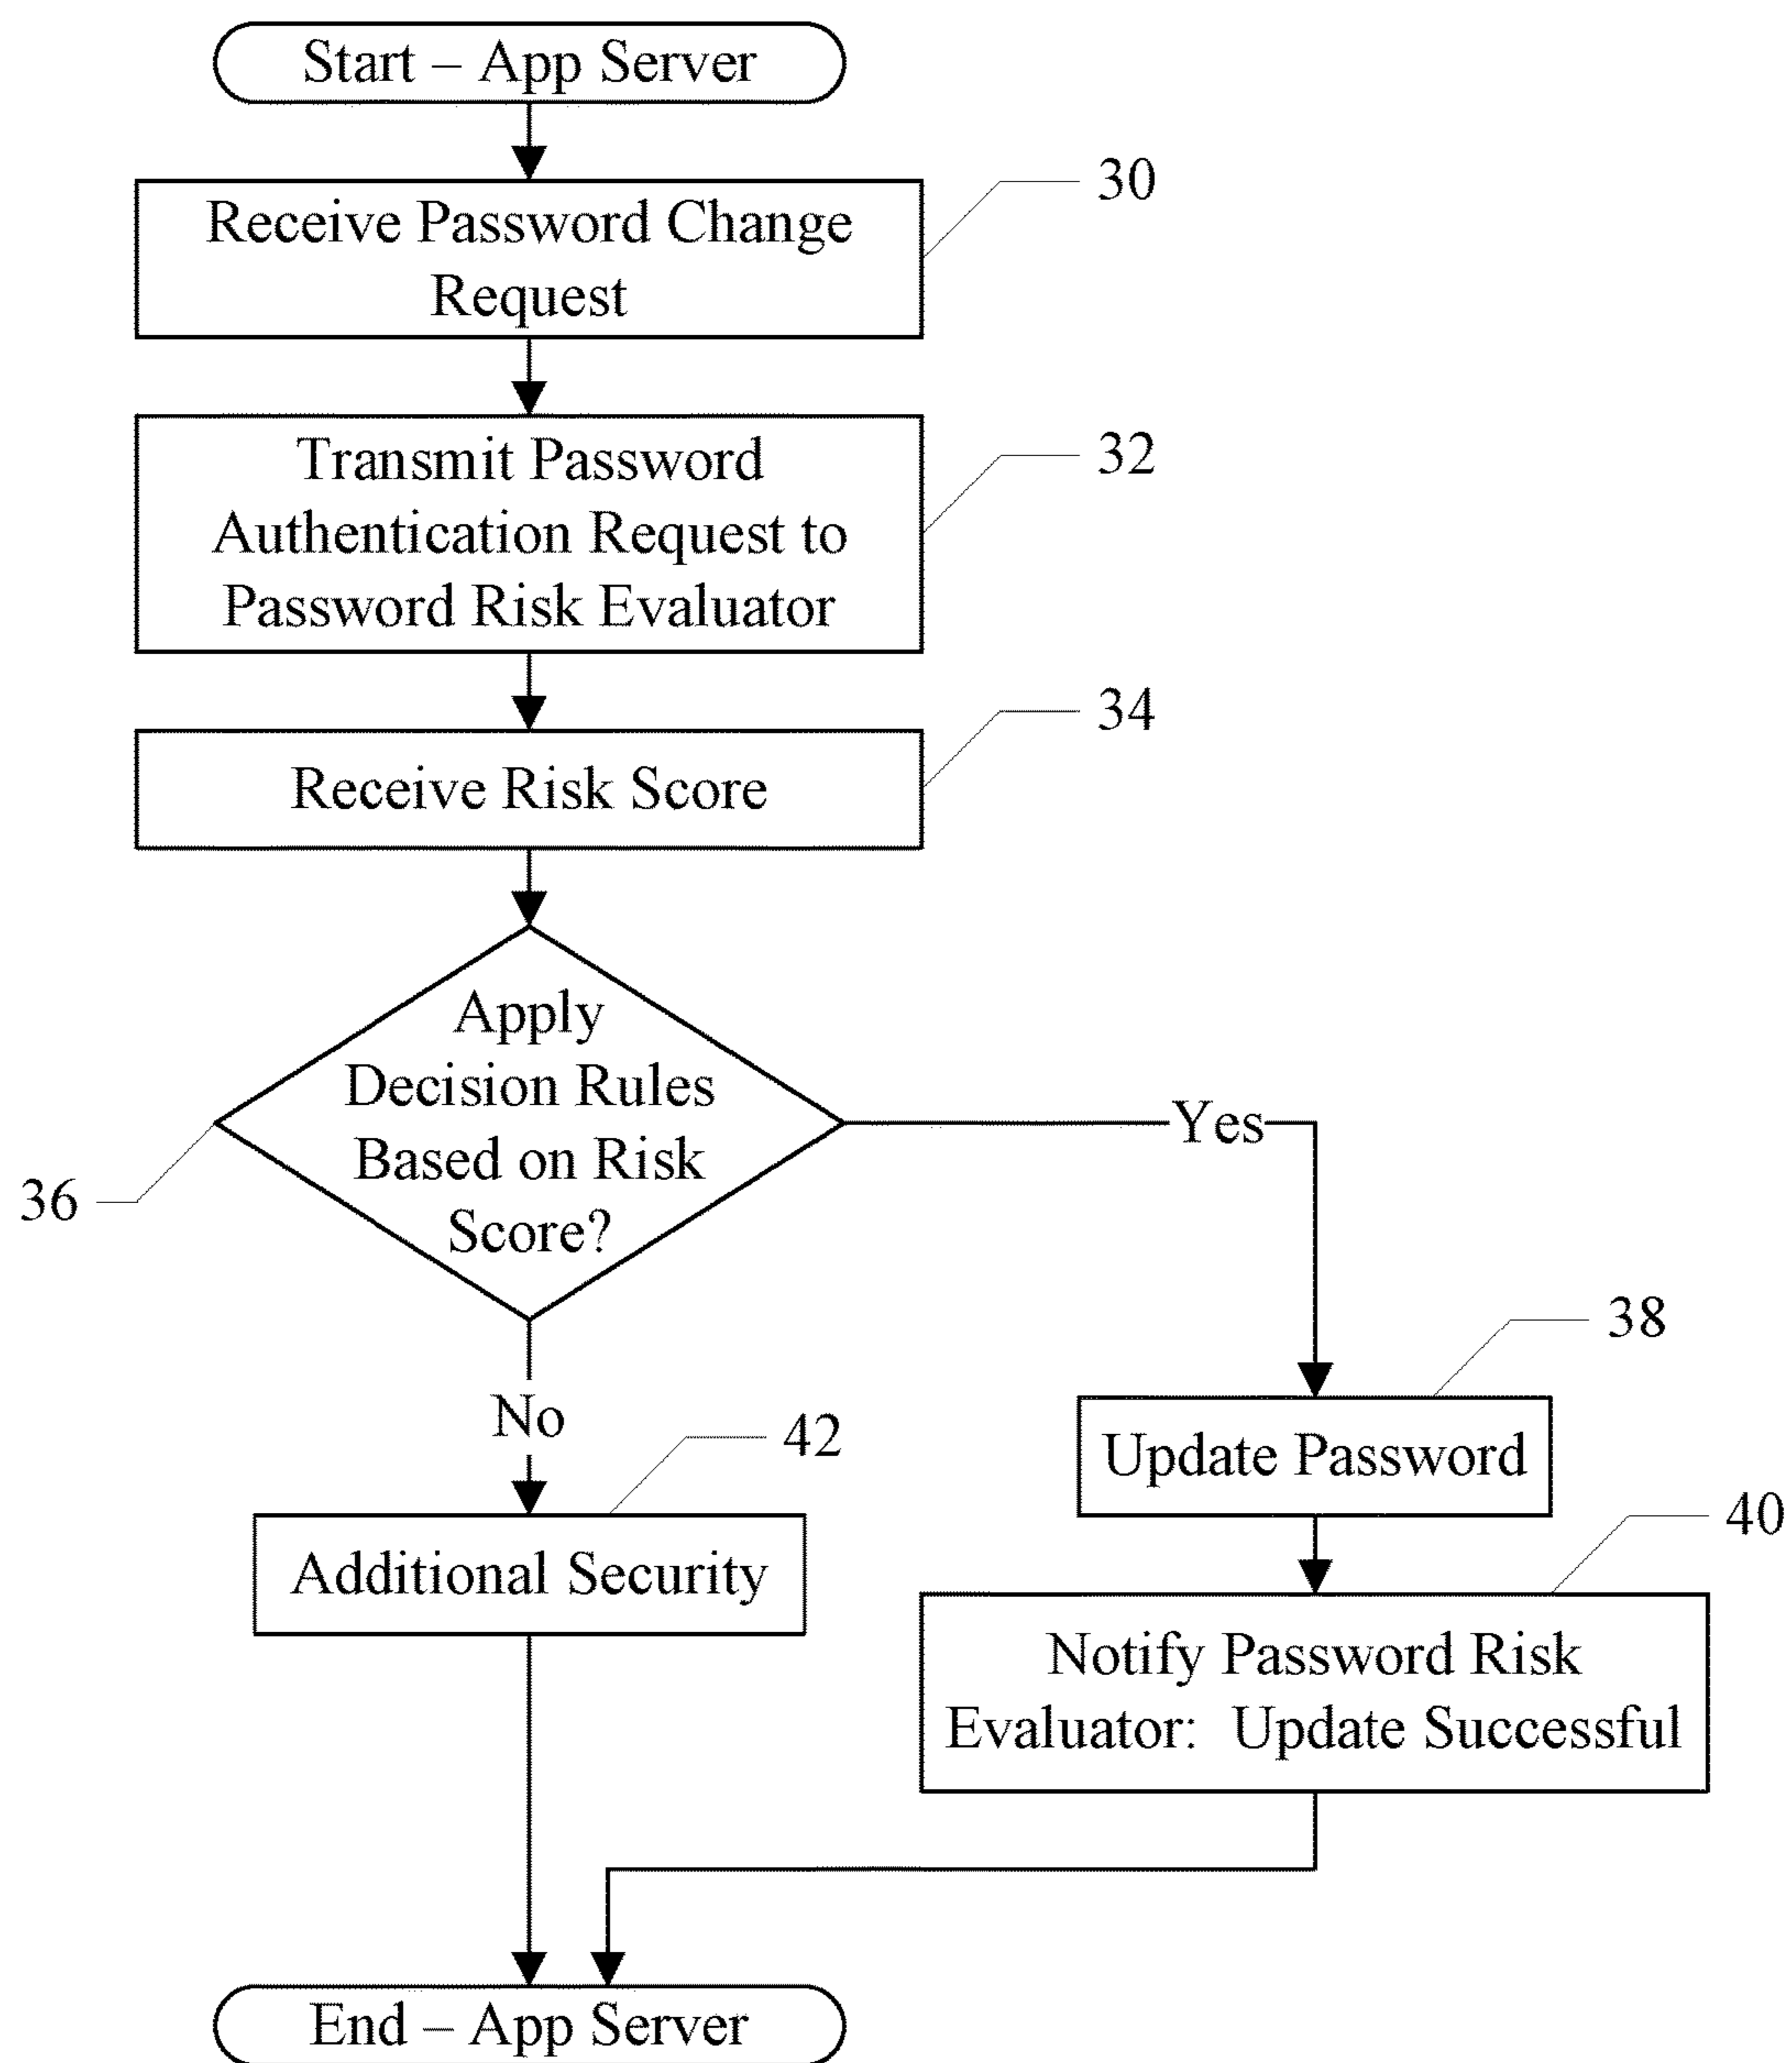 Start – App Server
30
Receive Password Change
Request
32
Transmit Password
Authentication Request to
Password Risk Evaluator
34
Receive Risk Score
36
Apply
Decision Rules
Based on Risk
Score?
Yes
No
38
Update Password
42
Additional Security
40
Notify Password Risk
Evaluator:  Update Successful
End – App Server